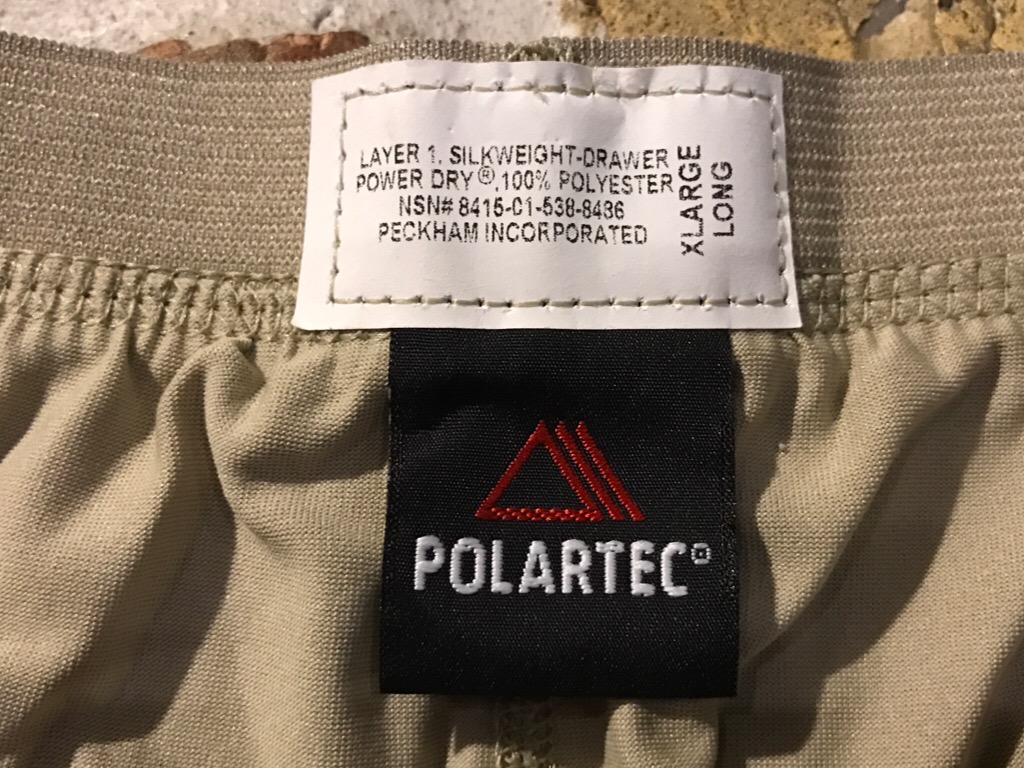 LAYER 1. SILKWEIGHT-DRAWER
POWER DRY®.100% POLYESTER
NSN# 8415-01-538-8436
PECKHAM INCORPORATED
XLARGE
LONG
POLARTEC®